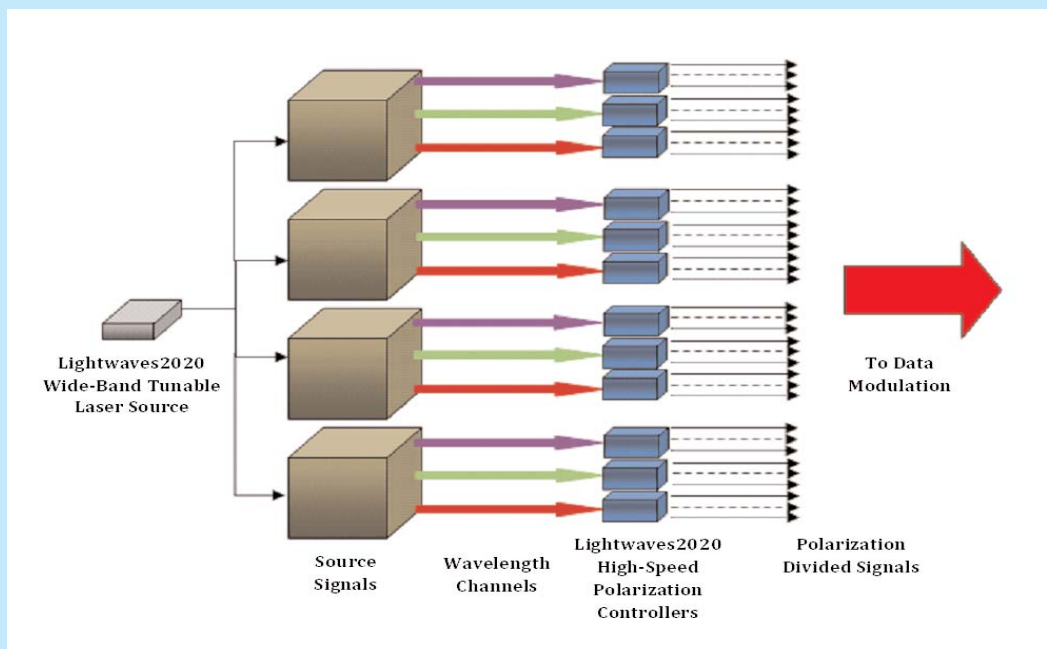 Lightwaves2020
Wide-Band Tunable
Laser Source
To Data
Modulation
Source
Signals
Wavelength
Channels
Lightwaves2020
High-Speed
Polarization
Controllers
Polarization
Divided Signals